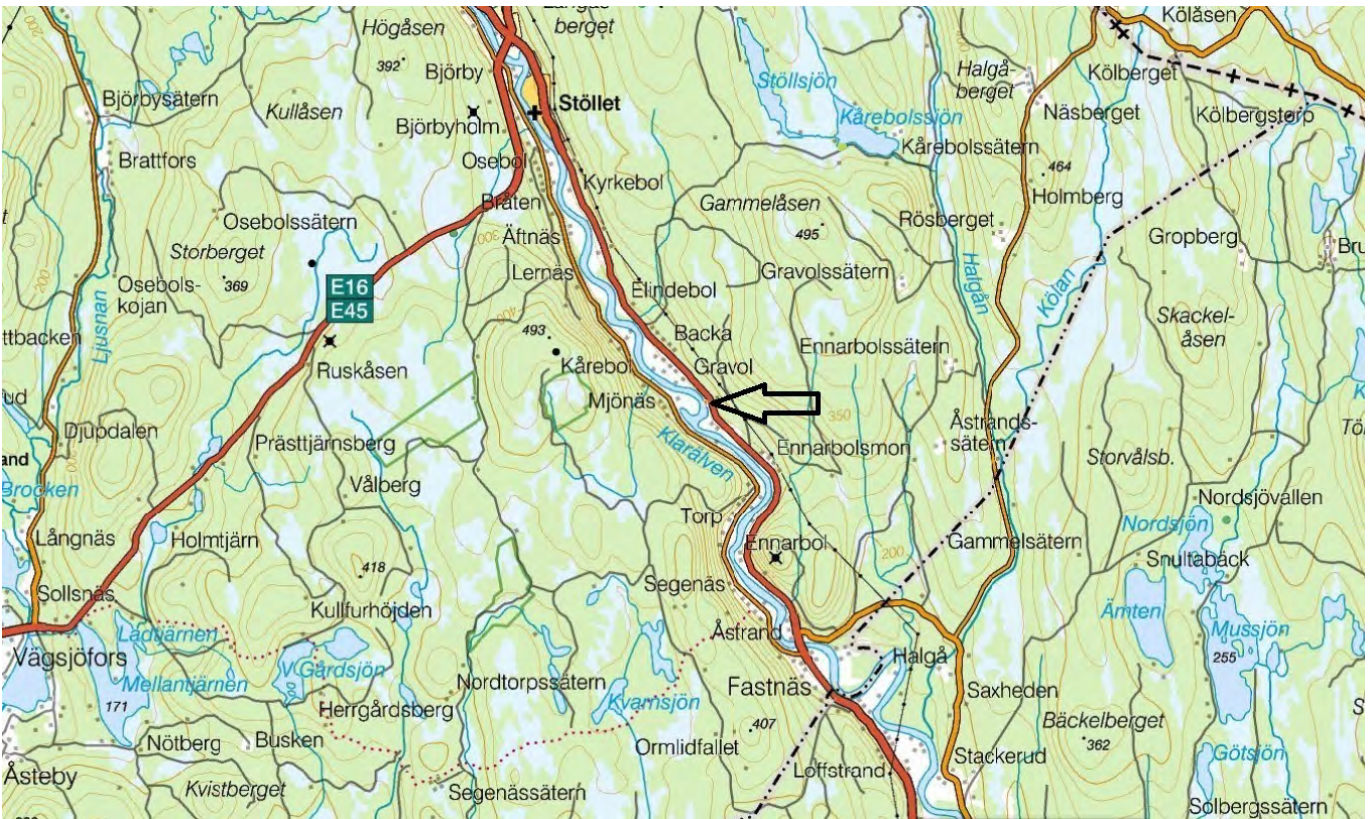 Högåsen
berget
Kölåsen
392
Björby
Stöllsjön
Halgå-
berget
Kölberget
Björbysätern
Kullåsen
Stöllet
Kårebolssjön
Näsberget
Kölbergstorp
Björbyholm
Brattfors
Osebol
Kårebolssätern
464
Kyrkebol
Holmberg
Bråten
Gammelåsen
Rösberget
Osebolssätern
Storberget
Äftnäs
300
495
Gropberg
200
369
Lernäs
Gravolssätern
Halgån
Kölan
Osebols-
kojan
E16
E45
Elindebol
Ljusnan
400
493
Backa
Skackel-
åsen
Ruskåsen
Kårebol
Gravol
Ennarbolssätern
Mjönäs
350
Djupdalen
Prästtjärnsberg
Klarälven
Ennarbolsmon
Åstrands-
sätern
Storvålsb.
Brocken
Vålberg
Nordsjövallen
Torp
Nordsjön
Långnäs
Holmtjärn
Ennarbol
200
Gammelsätern
Snultabäck
418
Segenäs
Sollsnäs
Kullfurhöjden
Ämten
Lådtjärnen
Åstrand
Mussjön
255
Vägsjöfors
V Gårdsjön
Halgå
Mellantjärnen
171
Nordtorpssätern
Kvarnsjön
Fastnäs
Saxheden
Herrgårdsberg
407
Bäckelberget
362
Nötberg
Busken
Ormlidfallet
Stackerud
Götsjön
Åsteby
Kvistberget
Segenässätern
Loffstrand
Solbergssätern